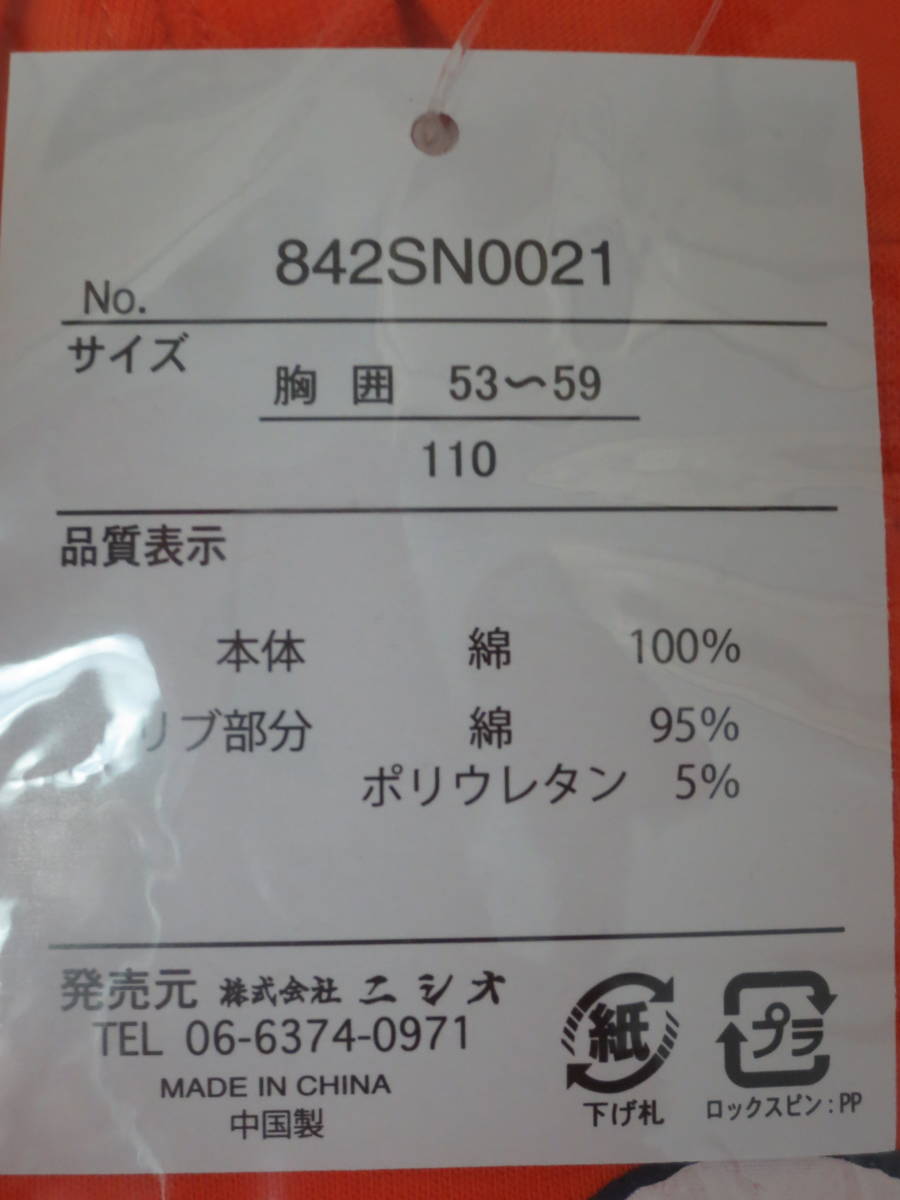 No. 842SN0021
サイズ
胸 囲 53〜59
110
品質表示
本体 綿 100%
リブ部分 綿 95%
ポリウレタン 5%
発売元 株式会社 ニシオ
TEL 06-6374-0971
MADE IN CHINA
中国製
紙
下げ札
プラ
ロックスピン:PP